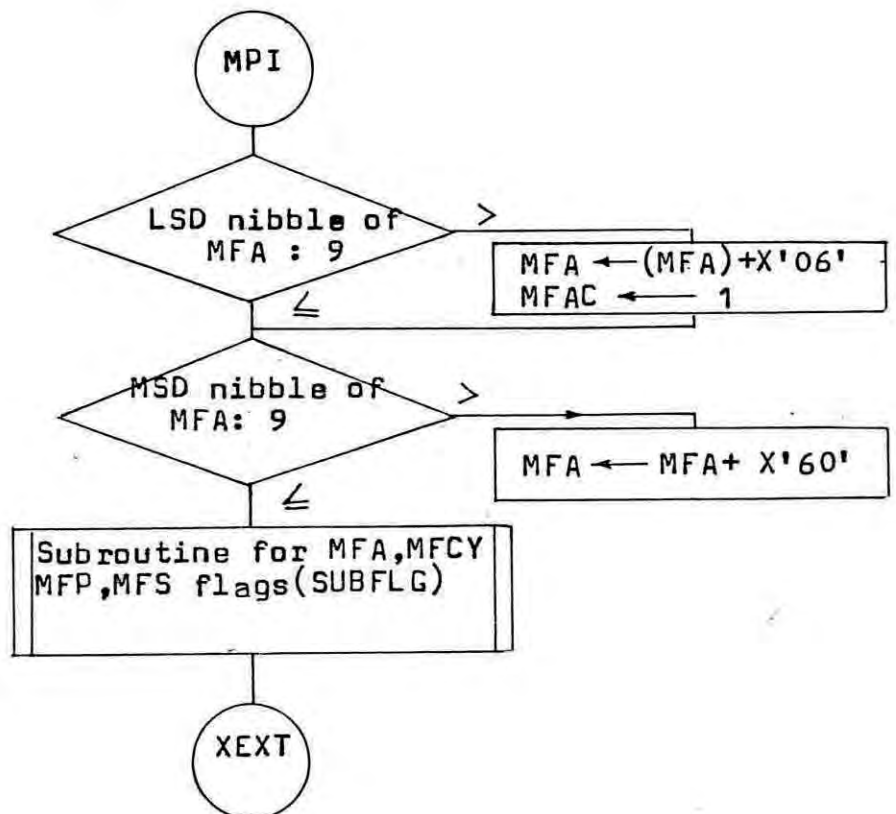 MPI
LSD nibble of
MFA : 9
>
MFA ← (MFA)+X'06'
MFAC ← 1
≤
MSD nibble of
MFA: 9
>
MFA ← MFA+ X'60'
≤
Subroutine for MFA,MFCY
MFP,MFS flags(SUBFLG)
XEXT